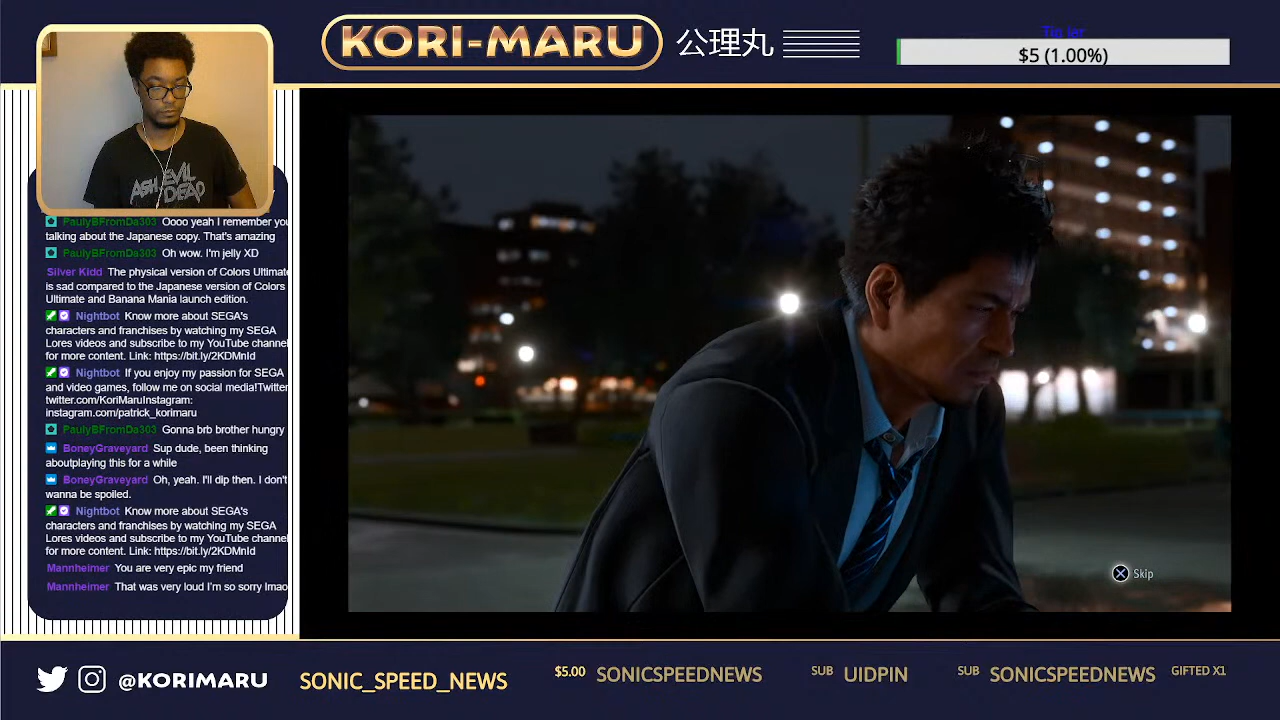 KORI-MARU 公理丸
Tip jar
$5 (1.00%)
ASH EVIL DEAD
PaulyBFromDa303 Oooo yeah I remember you
talking about the Japanese copy. That's amazing
PaulyBFromDa303 Oh wow. I'm jelly XD
Silver Kidd The physical version of Colors Ultimate
is sad compared to the Japanese version of Colors
Ultimate and Banana Mania launch edition.
Nightbot Know more about SEGA's
characters and franchises by watching my SEGA
Lores videos and subscribe to my YouTube channel
for more content. Link: https://bit.ly/2KDMnId
Nightbot If you enjoy my passion for SEGA
and video games, follow me on social media!Twitter
twitter.com/KoriMaruInstagram:
instagram.com/patrick_korimaru
PaulyBFromDa303 Gonna brb brother hungry
BoneyGraveyard Sup dude, been thinking
aboutplaying this for a while
BoneyGraveyard Oh, yeah. I'll dip then. I don't
wanna be spoiled.
Nightbot Know more about SEGA's
characters and franchises by watching my SEGA
Lores videos and subscribe to my YouTube channel
for more content. Link: https://bit.ly/2KDMnId
Mannheimer You are very epic my friend
Mannheimer That was very loud I'm so sorry lmao
Skip
@KORIMARU SONIC_SPEED_NEWS $5.00 SONICSPEEDNEWS SUB UIDPIN SUB SONICSPEEDNEWS GIFTED X1